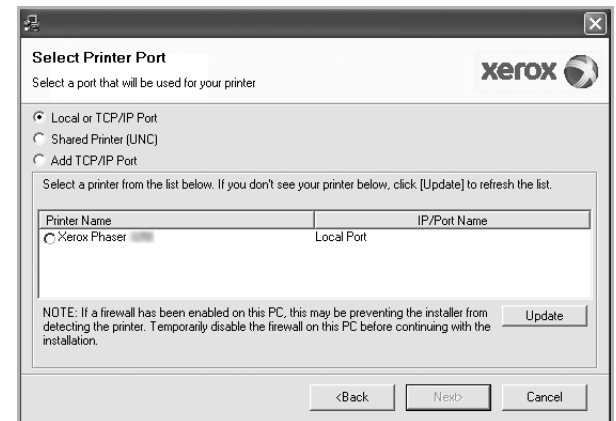 Select Printer Port
Select a port that will be used for your printer
xerox
Local or TCP/IP Port
Shared Printer (UNC)
Add TCP/IP Port
Select a printer from the list below. If you don't see your printer below, click [Update] to refresh the list.
Printer Name IP/Port Name
Xerox Phaser Local Port
NOTE: If a firewall has been enabled on this PC, this may be preventing the installer from
detecting the printer. Temporarily disable the firewall on this PC before continuing with the
installation.
Update
<Back Next> Cancel